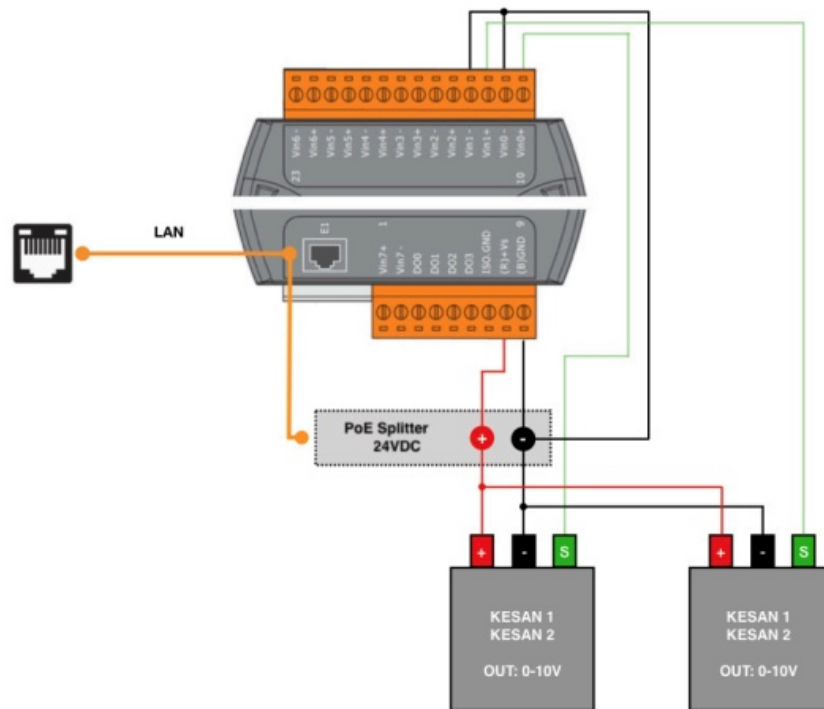 Vin6 -
Vin6+
Vin5 -
Vin5+
Vin4 -
Vin4+
Vin3 -
Vin3+
Vin2 -
Vin2+
Vin1 -
Vin1+
Vin0 -
Vin0+
23
10
LAN
E1
1
9
Vin7+
Vin7 -
DO0
DO1
DO2
DO3
ISO.GND
(R)+Vs
(B)GND
PoE Splitter
24VDC
+
-
+
-
S
+
-
S
KESAN 1
KESAN 2
OUT: 0-10V
KESAN 1
KESAN 2
OUT: 0-10V